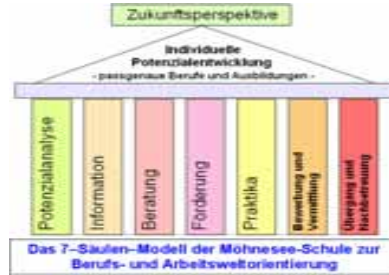 Zukunftsperspektive
Individuelle
Potenzialentwicklung
- passgenaue Berufe und Ausbildungen -
Potenzialanalyse
Information
Beratung
Förderung
Praktika
Bewerbung und
Vermittlung
Übergang und
Nachbetreuung
Das 7–Säulen–Modell der Möhnesee-Schule zur
Berufs- und Arbeitsweltorientierung